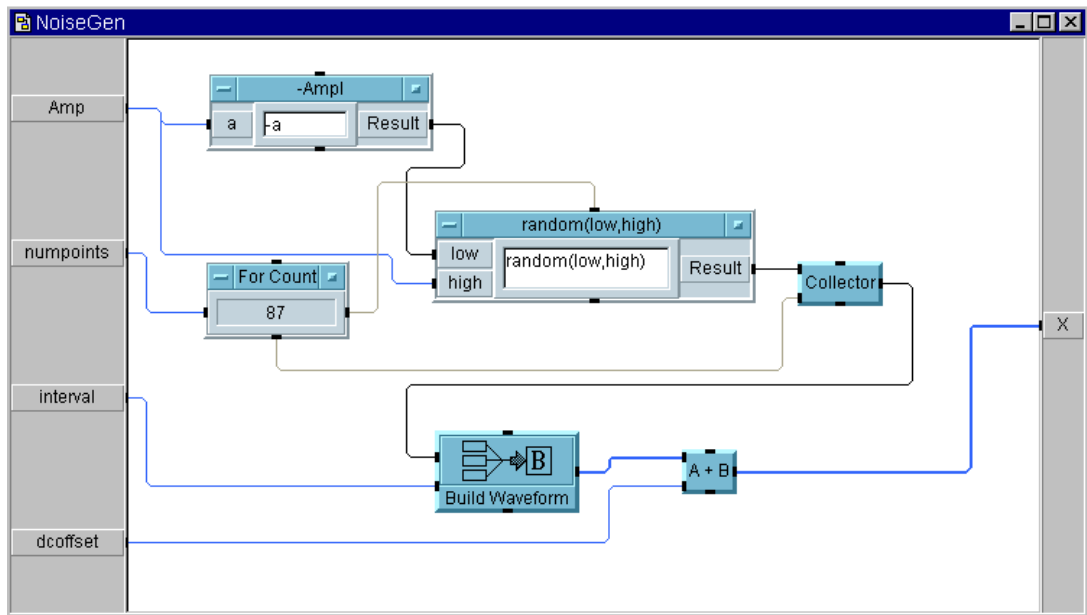 NoiseGen
-Ampl
Amp
a
-a
Result
random(low,high)
numpoints
low
random(low,high)
Result
high
For Count
Collector
87
X
interval
B
A + B
Build Waveform
dcoffset